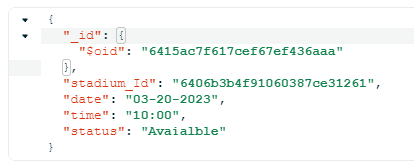 {
"_id": {
"$oid": "6415ac7f617cef67ef436aaa"
},
"stadium_Id": "6406b3b4f91060387ce31261",
"date": "03-20-2023",
"time": "10:00",
"status": "Avaialble"
}